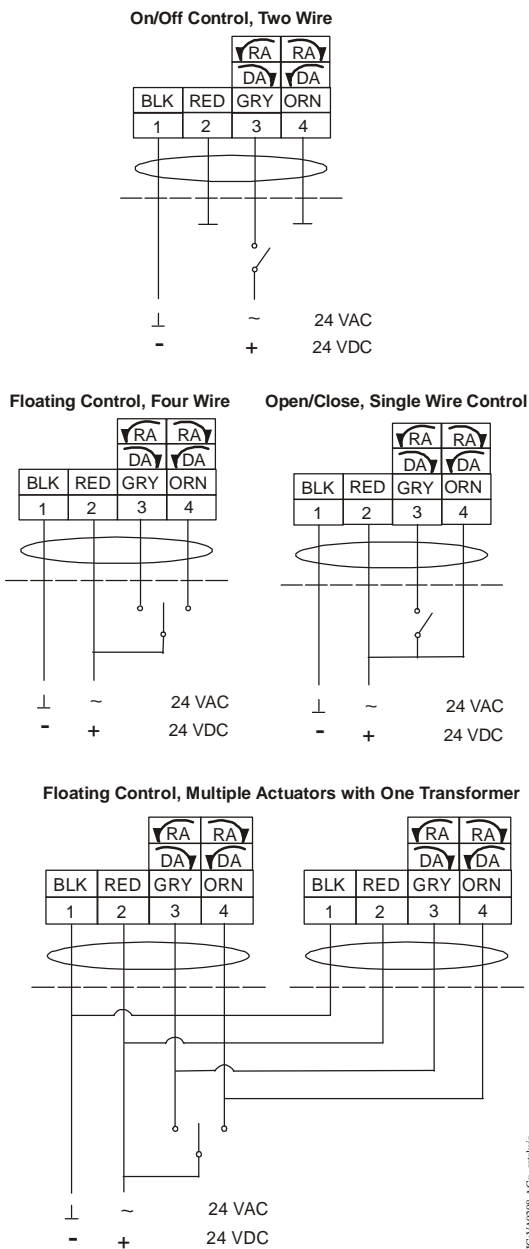 On/Off Control, Two Wire
RA RA
DA DA
BLK RED GRY ORN
1 2 3 4
⊥ ~ 24 VAC
- + 24 VDC
Floating Control, Four Wire
RA RA
DA DA
BLK RED GRY ORN
1 2 3 4
⊥ ~ 24 VAC
- + 24 VDC
Open/Close, Single Wire Control
RA RA
DA DA
BLK RED GRY ORN
1 2 3 4
⊥ ~ 24 VAC
- + 24 VDC
Floating Control, Multiple Actuators with One Transformer
RA RA RA RA
DA DA DA DA
BLK RED GRY ORN BLK RED GRY ORN
1 2 3 4 1 2 3 4
⊥ ~ 24 VAC
- + 24 VDC